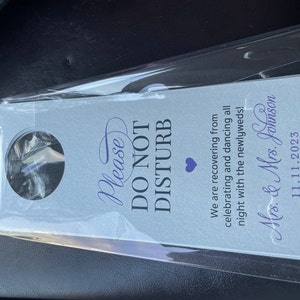 Please
DO NOT
DISTURB
We are recovering from
celebrating and dancing all
night with the newlyweds!
Mrs. & Mrs. Johnson
11.11.2023